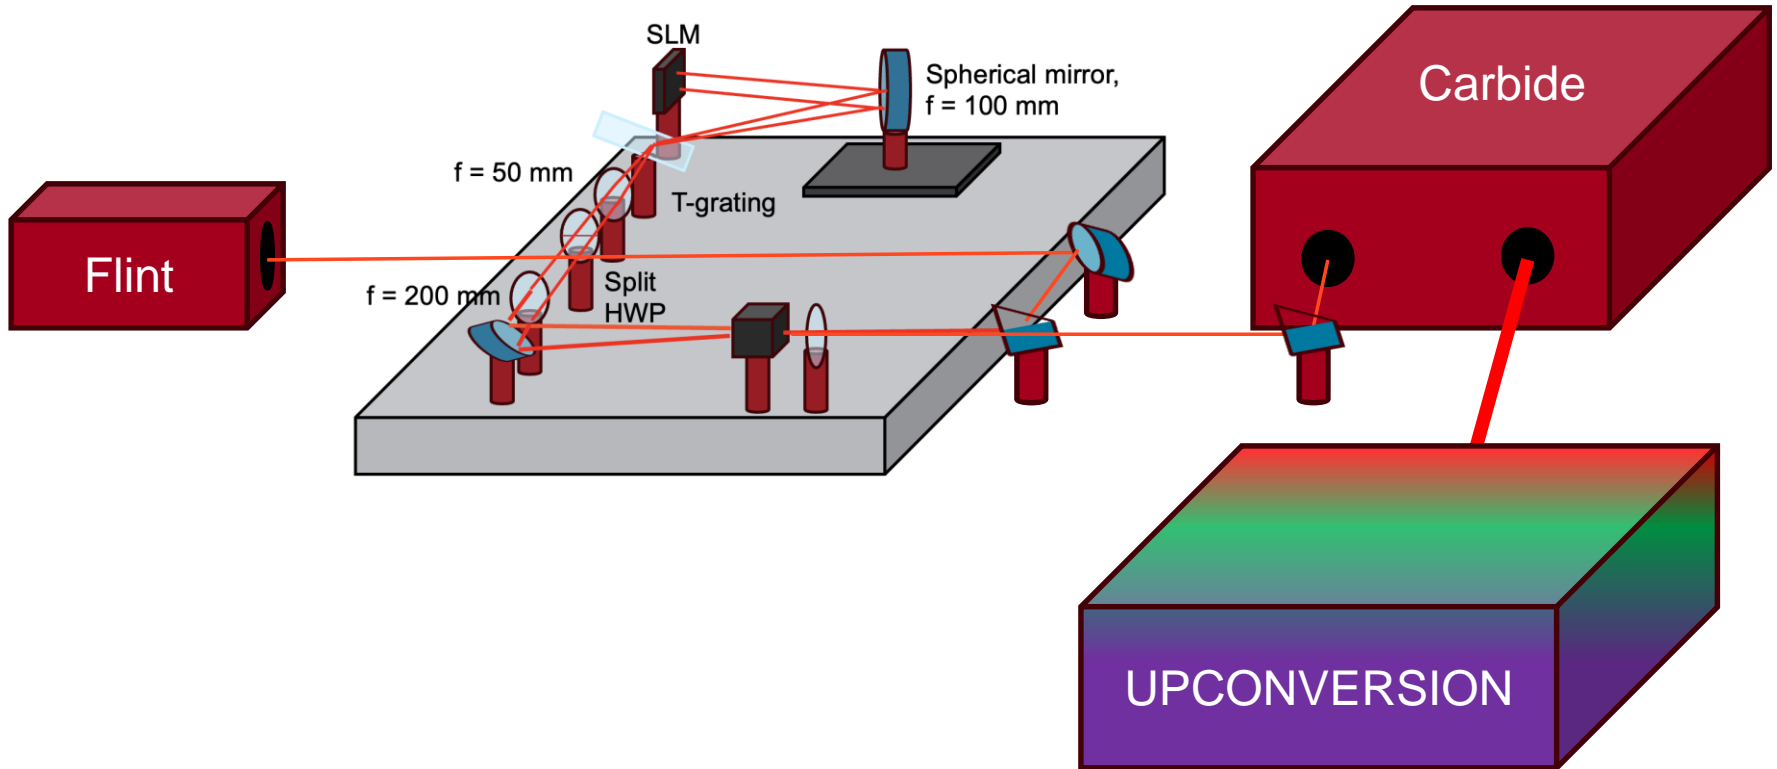 SLM
Spherical mirror,
f = 100 mm
Carbide
f = 50 mm
T-grating
Flint
f = 200 mm
Split
HWP
UPCONVERSION